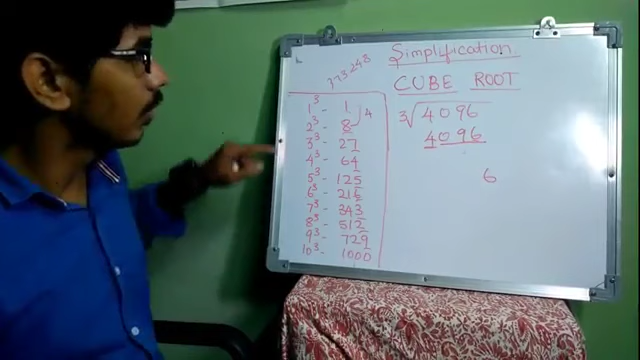 Simplification.
CUBE ROOT
1³ - 1
2³ - 8
3³ - 27
4³ - 64
5³ - 125
6³ - 216
7³ - 343
8³ - 512
9³ - 729
10³ - 1000
4
3√4096
4096
6